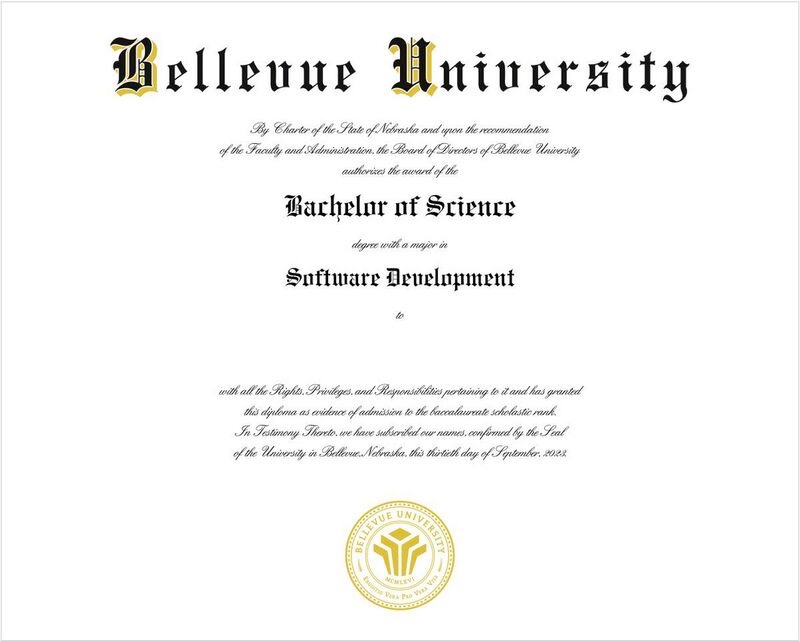 Bellevue University
By Charter of the State of Nebraska and upon the recommendation
of the Faculty and Administration, the Board of Directors of Bellevue University
authorizes the award of the
Bachelor of Science
degree with a major in
Software Development
to
with all the Rights, Privileges, and Responsibilities pertaining to it and has granted
this diploma as evidence of admission to the baccalaureate scholastic rank.
In Testimony Thereto, we have subscribed our names, confirmed by the Seal
of the University in Bellevue, Nebraska, this thirtieth day of September, 2023.
BELLEVUE UNIVERSITY
MCMLXVI
Eruditio Vera Pro Vera Vita